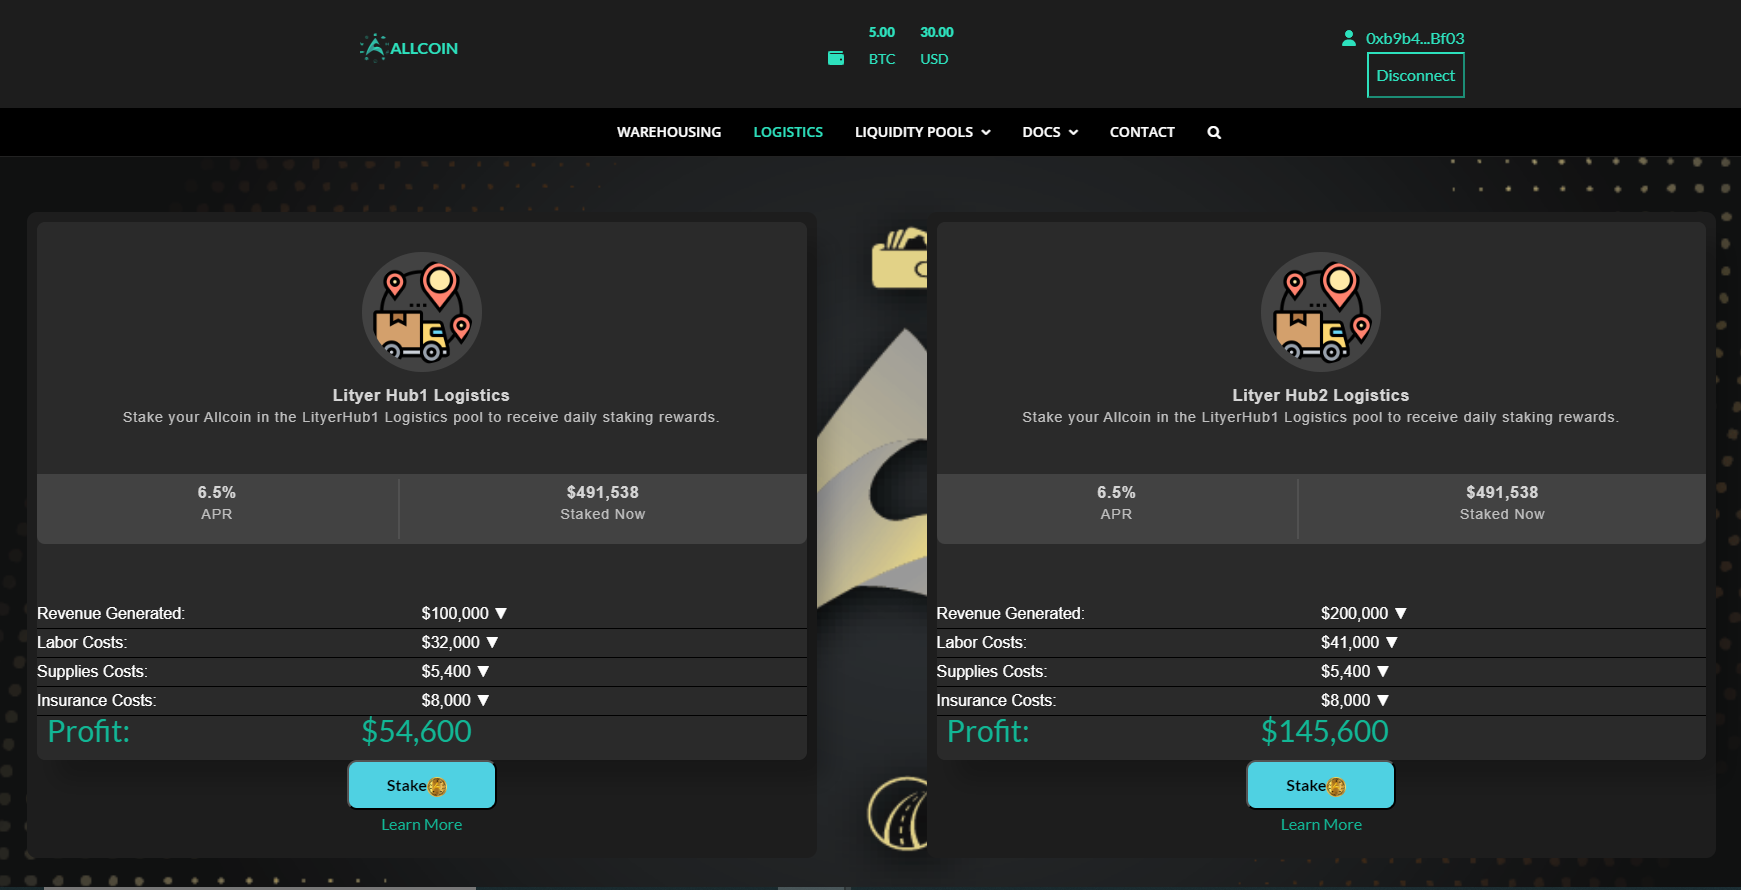 ALLCOIN
5.00 30.00
BTC USD
0xb9b4...Bf03
Disconnect
WAREHOUSING LOGISTICS LIQUIDITY POOLS DOCS CONTACT
Lityer Hub1 Logistics
Stake your Allcoin in the LityerHub1 Logistics pool to receive daily staking rewards.
6.5% $491,538
APR Staked Now
Revenue Generated: $100,000 ▼
Labor Costs: $32,000 ▼
Supplies Costs: $5,400 ▼
Insurance Costs: $8,000 ▼
Profit: $54,600
Stake
Learn More
Lityer Hub2 Logistics
Stake your Allcoin in the LityerHub1 Logistics pool to receive daily staking rewards.
6.5% $491,538
APR Staked Now
Revenue Generated: $200,000 ▼
Labor Costs: $41,000 ▼
Supplies Costs: $5,400 ▼
Insurance Costs: $8,000 ▼
Profit: $145,600
Stake
Learn More